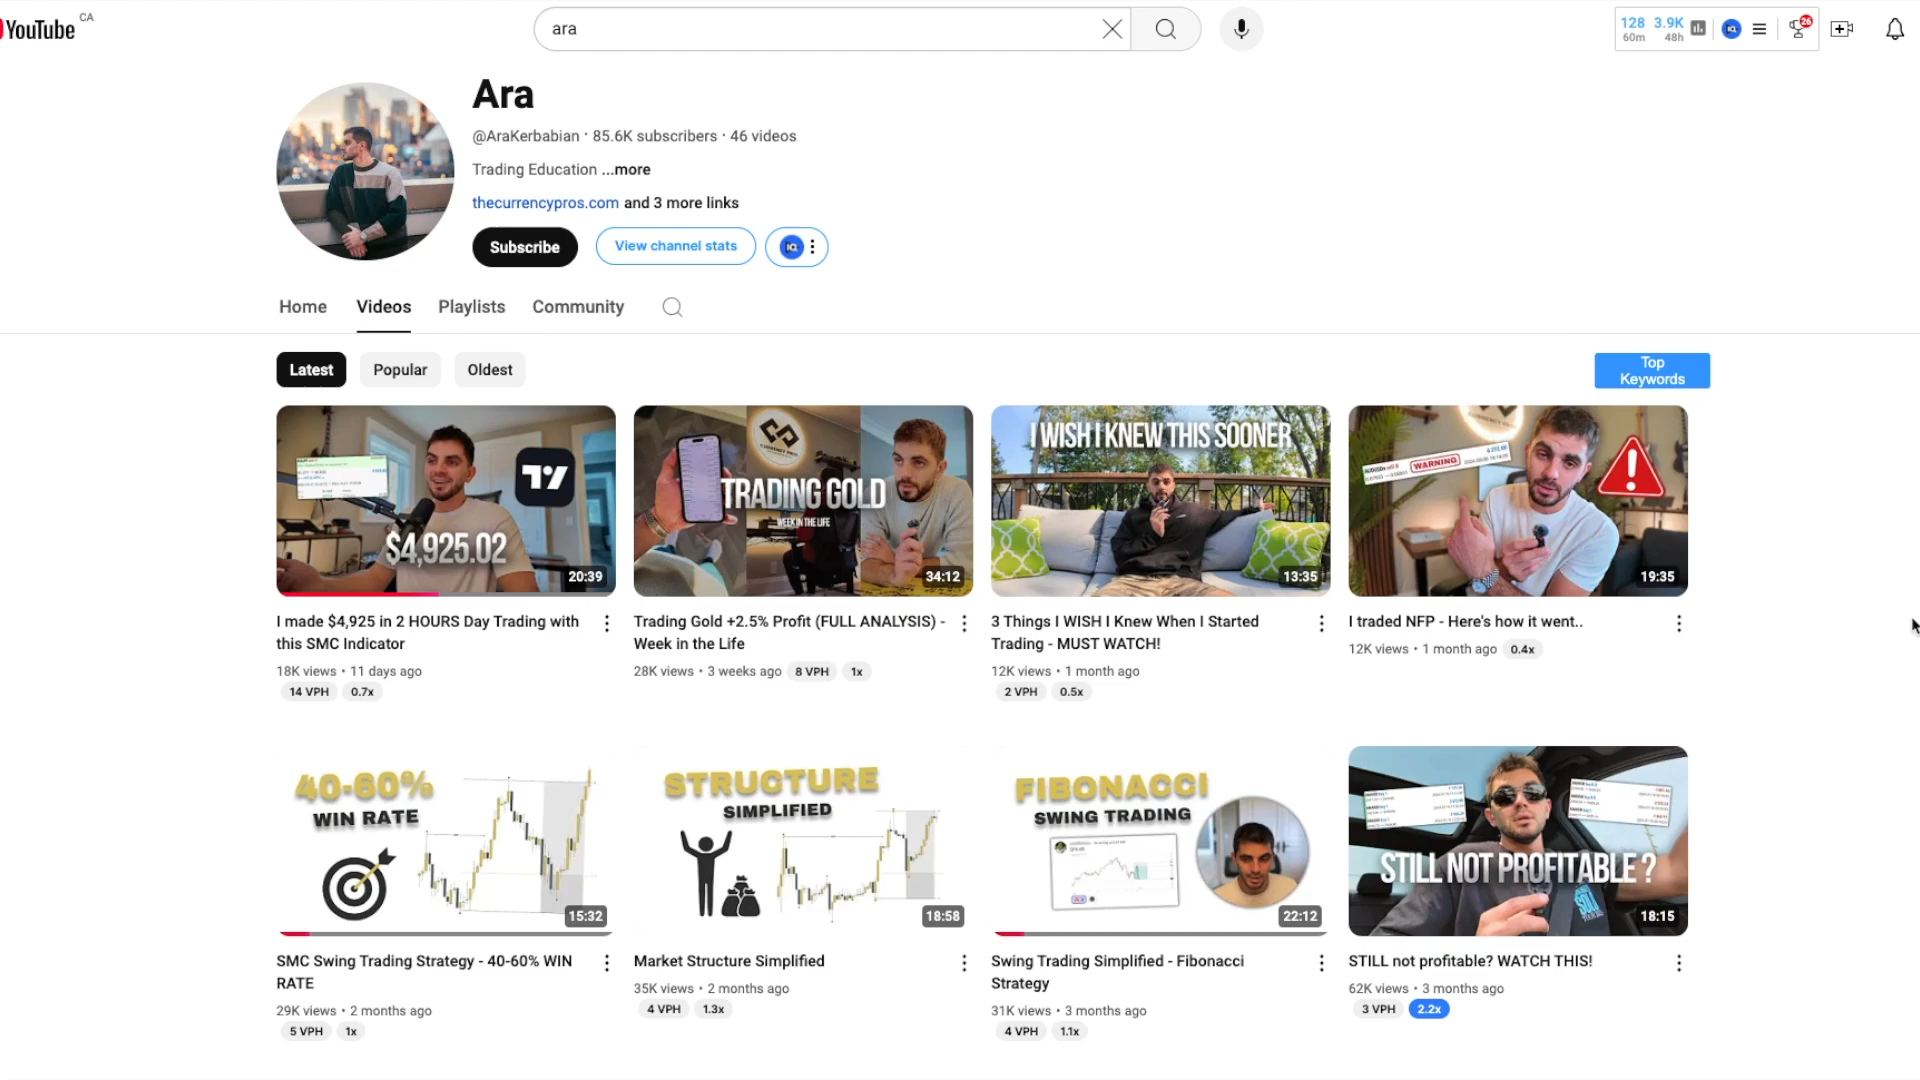 YouTube CA
ara
128 3.9K
60m 48h
26
Ara
@AraKerbabian · 85.6K subscribers · 46 videos
Trading Education ...more
thecurrencypros.com and 3 more links
Subscribe
View channel stats
Home Videos Playlists Community
Latest Popular Oldest
Top
Keywords
$4,925.02
20:39
TRADING GOLD
WEEK IN THE LIFE
34:12
I WISH I KNEW THIS SOONER
13:35
WARNING
19:35
I made $4,925 in 2 HOURS Day Trading with
this SMC Indicator
18K views • 11 days ago
14 VPH 0.7x
Trading Gold +2.5% Profit (FULL ANALYSIS) -
Week in the Life
28K views • 3 weeks ago 8 VPH 1x
3 Things I WISH I Knew When I Started
Trading - MUST WATCH!
12K views • 1 month ago
2 VPH 0.5x
I traded NFP - Here's how it went..
12K views • 1 month ago 0.4x
40-60%
WIN RATE
15:32
STRUCTURE
SIMPLIFIED
18:58
FIBONACCI
SWING TRADING
22:12
STILL NOT PROFITABLE?
18:15
SMC Swing Trading Strategy - 40-60% WIN
RATE
29K views • 2 months ago
5 VPH 1x
Market Structure Simplified
35K views • 2 months ago
4 VPH 1.3x
Swing Trading Simplified - Fibonacci
Strategy
31K views • 3 months ago
4 VPH 1.1x
STILL not profitable? WATCH THIS!
62K views • 3 months ago
3 VPH 2.2x